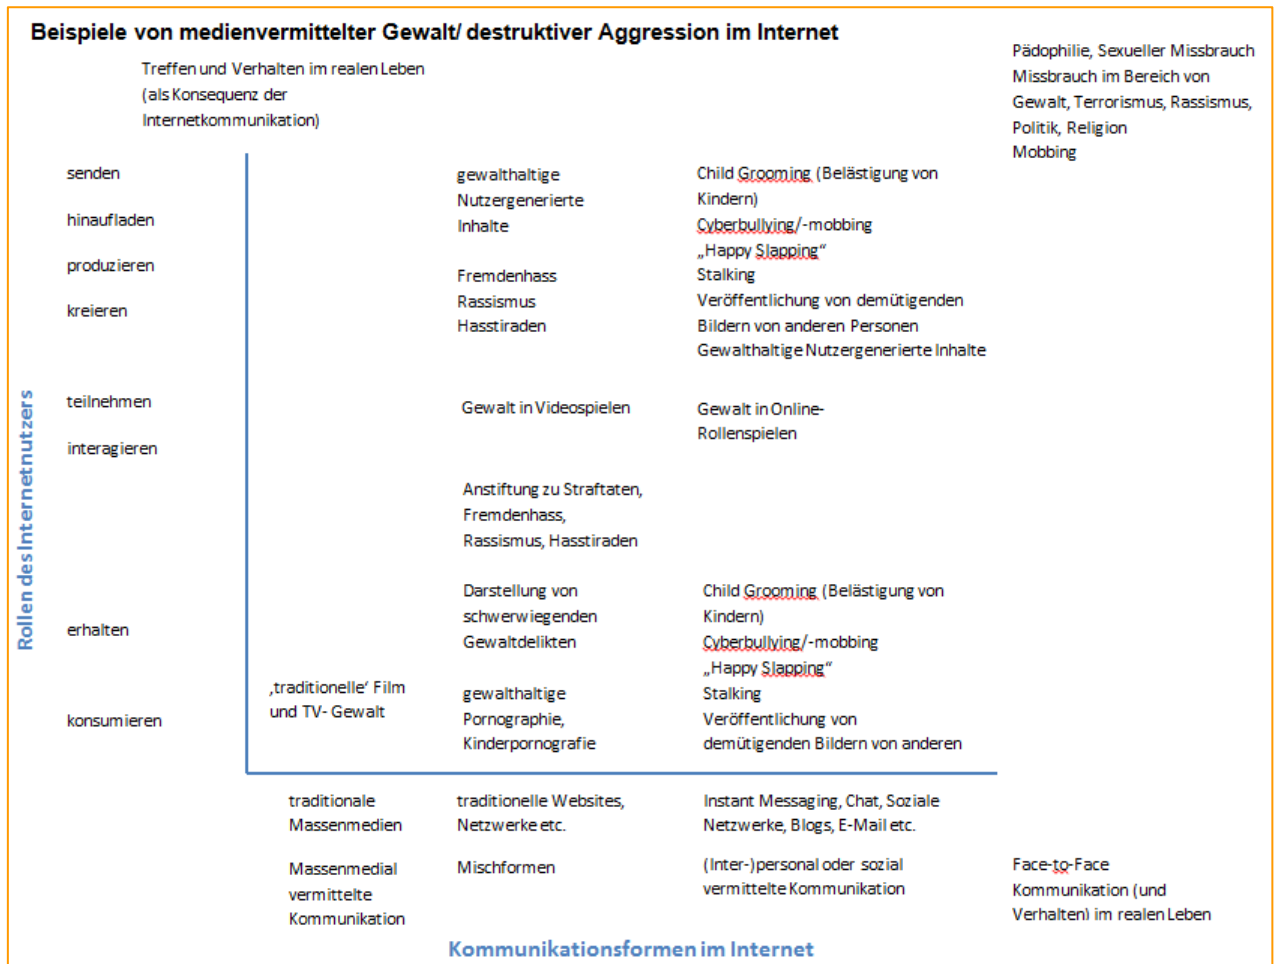 Beispiele von medienvermittelter Gewalt/ destruktiver Aggression im Internet
Treffen und Verhalten im realen Leben
(als Konsequenz der
Internetkommunikation)
Pädophilie, Sexueller Missbrauch
Missbrauch im Bereich von
Gewalt, Terrorismus, Rassismus,
Politik, Religion
Mobbing
Rollen des Internetnutzers
senden
hinaufladen
produzieren
kreieren
teilnehmen
interagieren
erhalten
konsumieren
‚traditionelle‘ Film
und TV- Gewalt
gewalthaltige
Nutzergenerierte
Inhalte
Fremdenhass
Rassismus
Hasstiraden
Gewalt in Videospielen
Anstiftung zu Straftaten,
Fremdenhass,
Rassismus, Hasstiraden
Darstellung von
schwerwiegenden
Gewaltdelikten
gewalthaltige
Pornographie,
Kinderpornografie
Child Grooming (Belästigung von
Kindern)
Cyberbullying/-mobbing
„Happy Slapping“
Stalking
Veröffentlichung von demütigenden
Bildern von anderen Personen
Gewalthaltige Nutzergenerierte Inhalte
Gewalt in Online-
Rollenspielen
Child Grooming (Belästigung von
Kindern)
Cyberbullying/-mobbing
„Happy Slapping“
Stalking
Veröffentlichung von
demütigenden Bildern von anderen
traditionale
Massenmedien
traditionelle Websites,
Netzwerke etc.
Instant Messaging, Chat, Soziale
Netzwerke, Blogs, E-Mail etc.
Massenmedial
vermittelte
Kommunikation
Mischformen
(Inter-)personal oder sozial
vermittelte Kommunikation
Face-to-Face
Kommunikation (und
Verhalten) im realen Leben
Kommunikationsformen im Internet